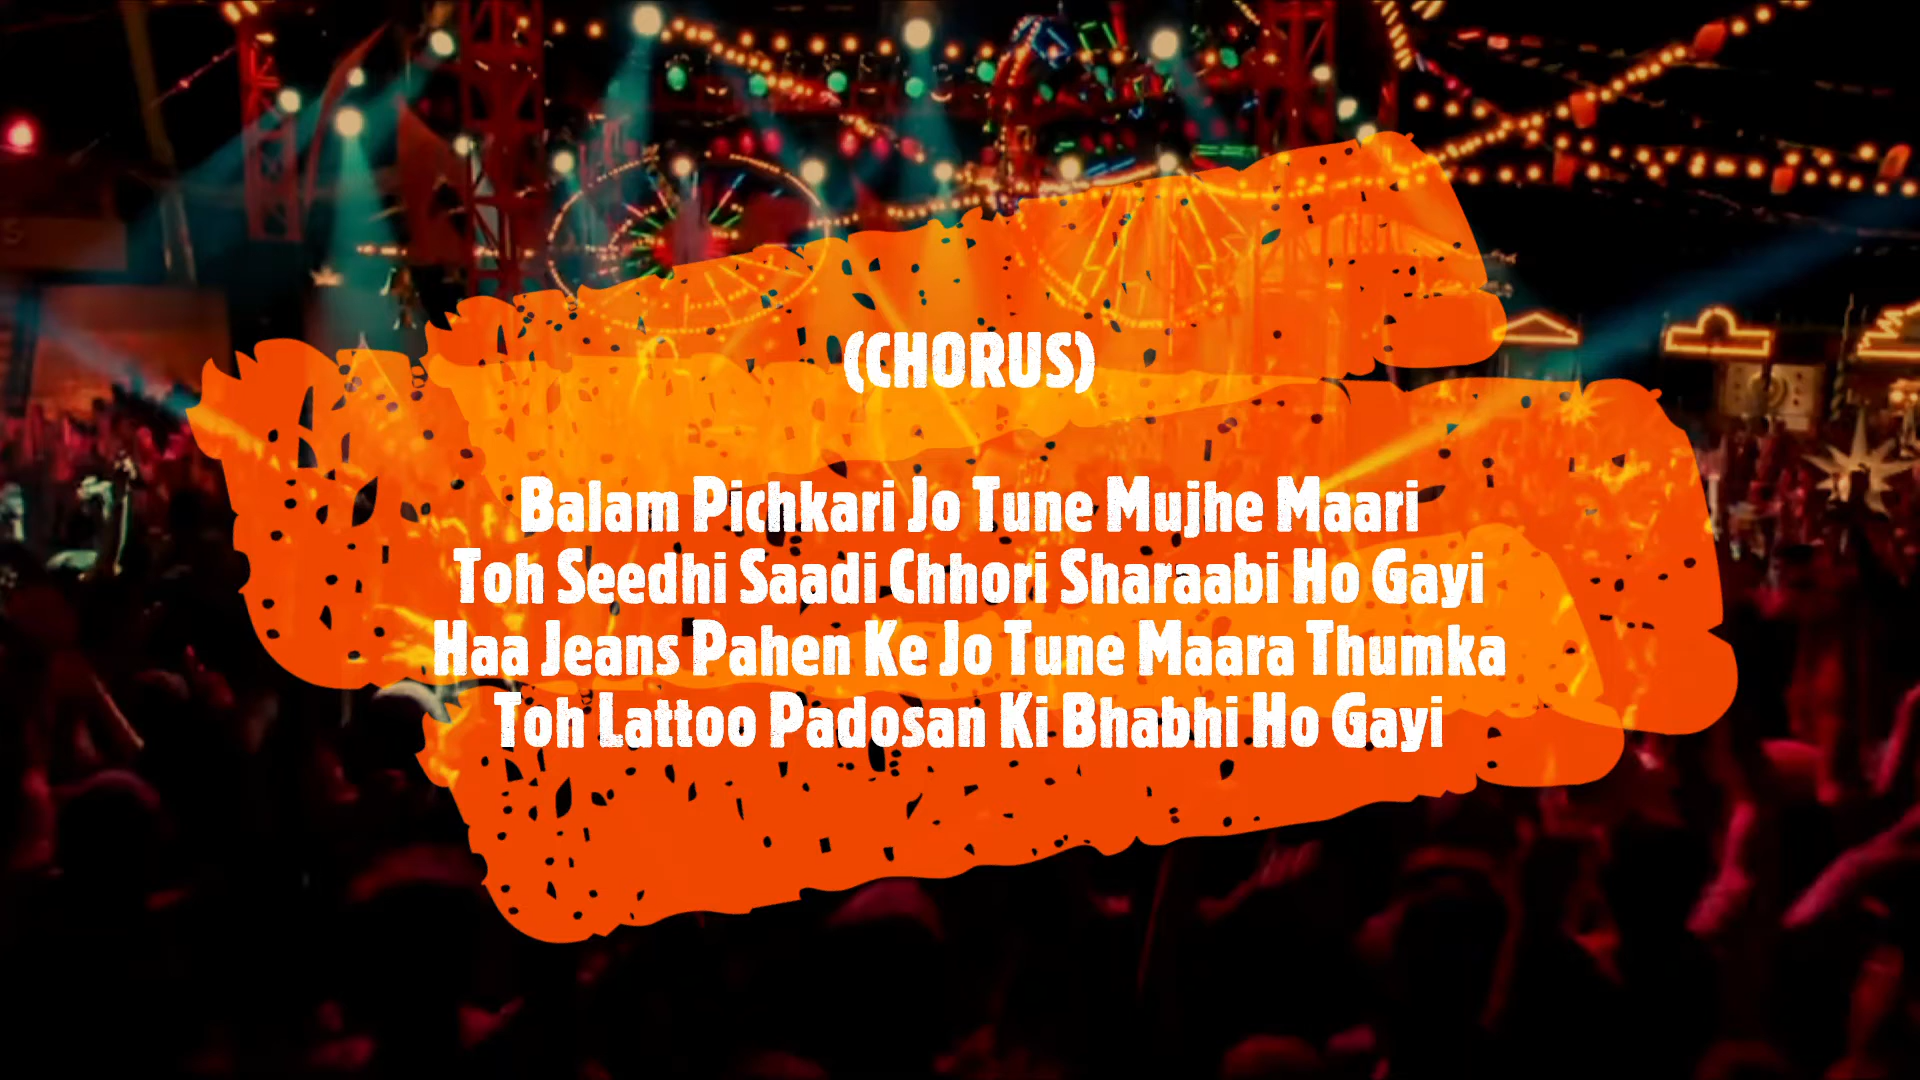 (CHORUS)
Balam Pichkari Jo Tune Mujhe Maari
Toh Seedhi Saadi Chhori Sharaabi Ho Gayi
Haa Jeans Pahen Ke Jo Tune Maara Thumka
Toh Lattoo Padosan Ki Bhabhi Ho Gayi